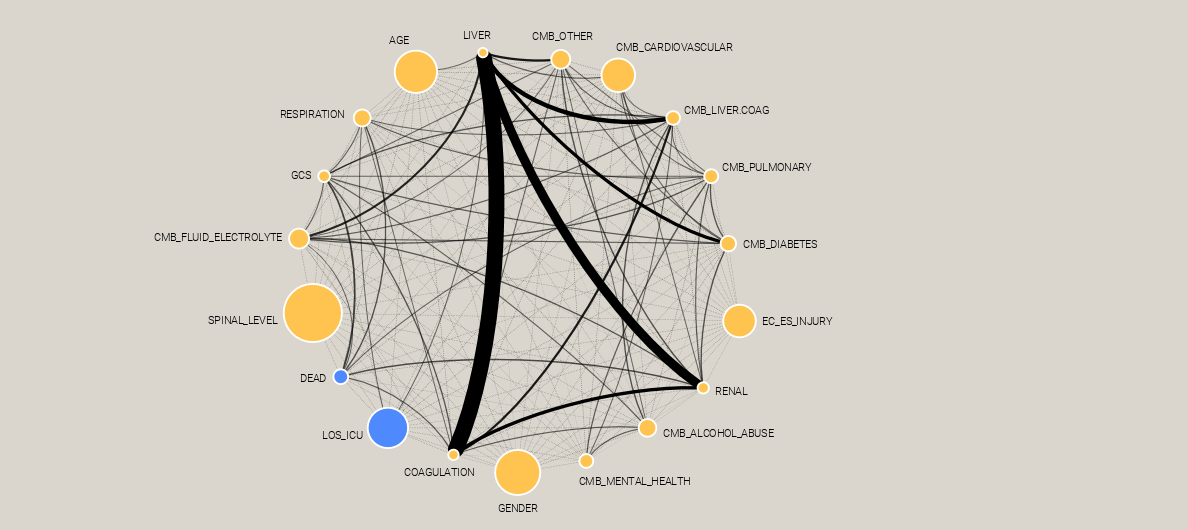 LIVER
CMB_OTHER
AGE
CMB_CARDIOVASCULAR
CMB_LIVER.COAG
RESPIRATION
CMB_PULMONARY
GCS
CMB_FLUID_ELECTROLYTE
CMB_DIABETES
SPINAL_LEVEL
EC_ES_INJURY
DEAD
RENAL
LOS_ICU
CMB_ALCOHOL_ABUSE
COAGULATION
CMB_MENTAL_HEALTH
GENDER